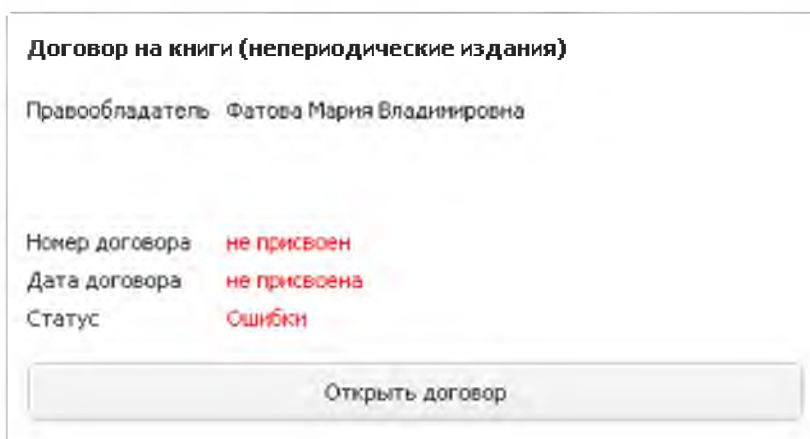 Договор на книги (непериодические издания)
Правообладатель Фатова Мария Владимировна
Номер договора не присвоен
Дата договора не присвоена
Статус Ошибки
Открыть договор